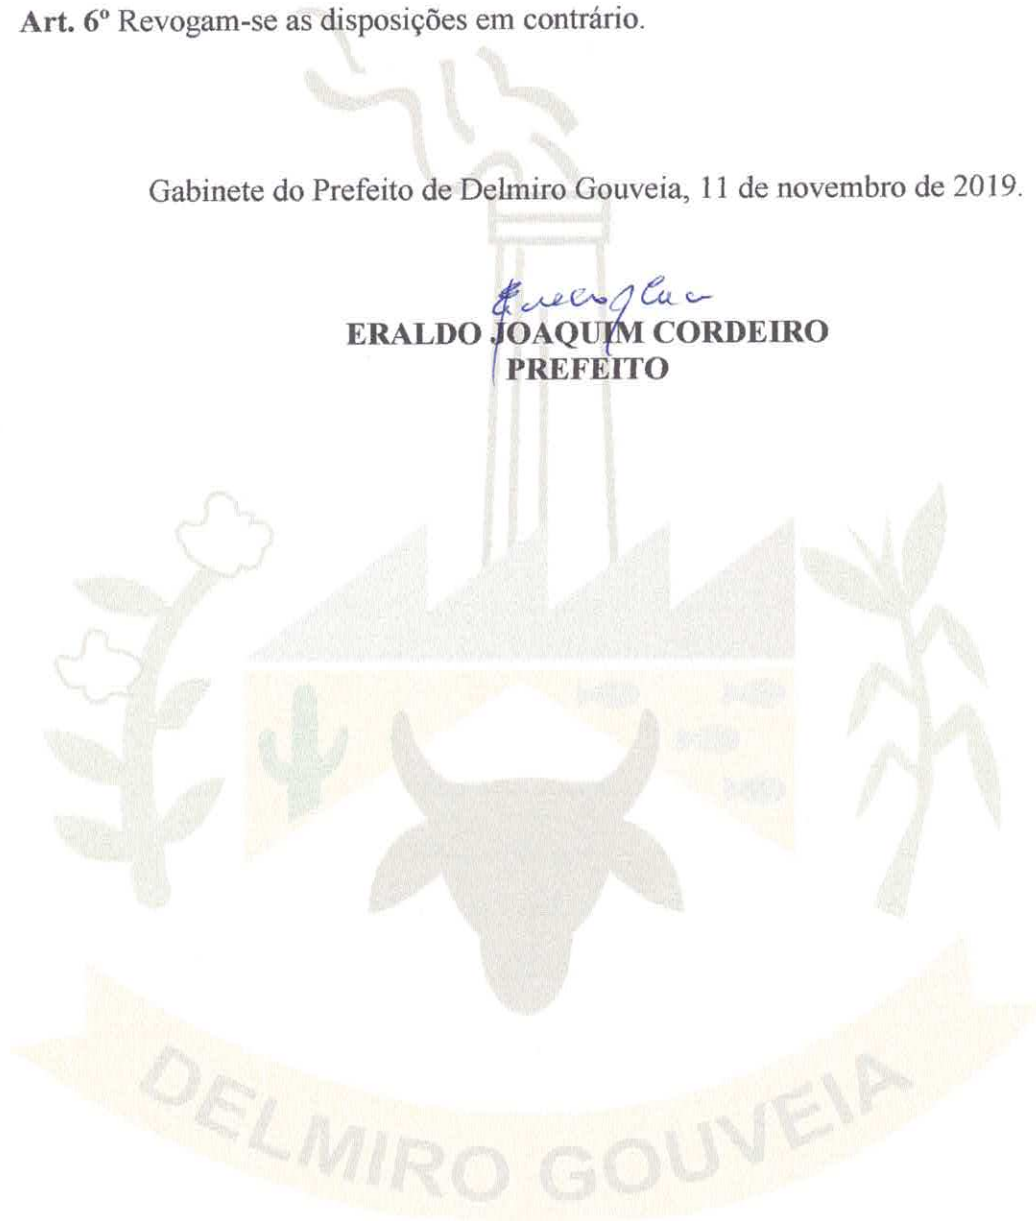 Art. 6º Revogam-se as disposições em contrário.
Gabinete do Prefeito de Delmiro Gouveia, 11 de novembro de 2019.
ERALDO JOAQUIM CORDEIRO
PREFEITO
DELMIRO GOUVEIA